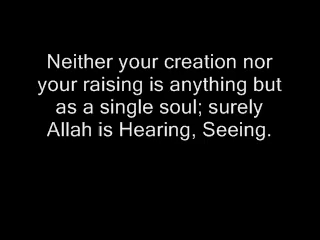 Neither your creation nor
your raising is anything but
as a single soul; surely
Allah is Hearing, Seeing.